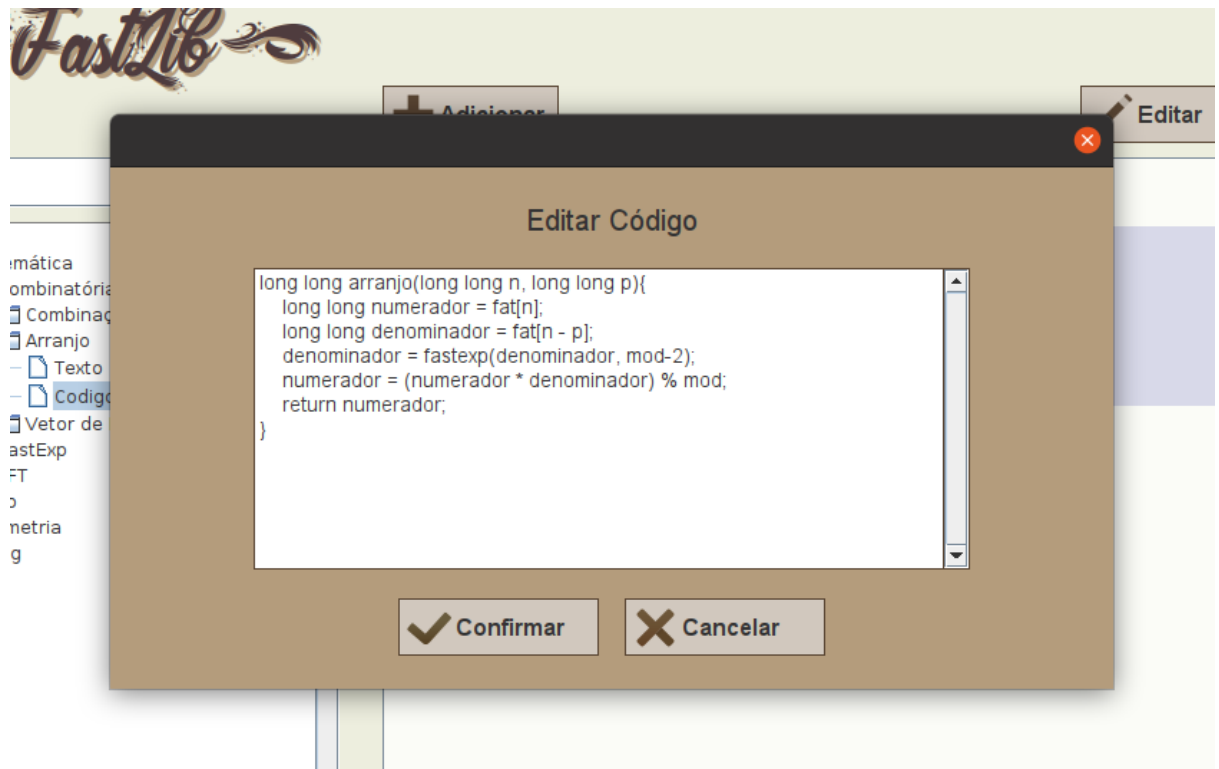 FastLib
Adicionar
Editar
Editar Código
long long arranjo(long long n, long long p){
    long long numerador = fat[n];
    long long denominador = fat[n - p];
    denominador = fastexp(denominador, mod-2);
    numerador = (numerador * denominador) % mod;
    return numerador;
}
emática
ombinatória
Combinaç
Arranjo
Texto
Codigo
Vetor de
astExp
FT
o
metria
g
Confirmar
Cancelar